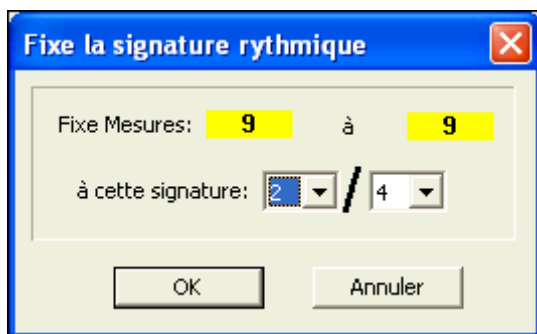 Fixe la signature rythmique
Fixe Mesures: 9 à 9
à cette signature: 2 / 4
OK Annuler